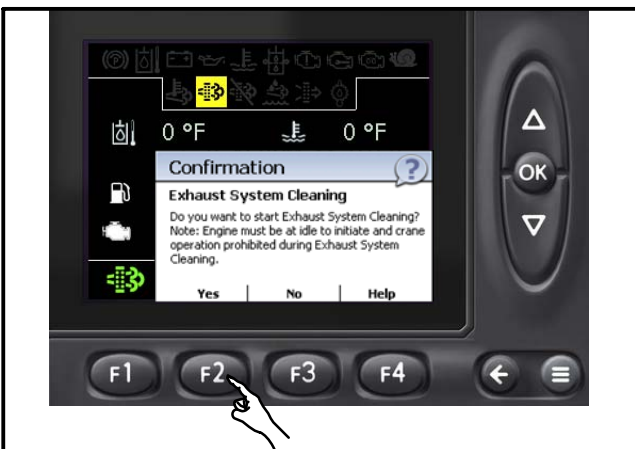 0 °F 0 °F
Confirmation ?
Exhaust System Cleaning
Do you want to start Exhaust System Cleaning?
Note: Engine must be at idle to initiate and crane
operation prohibited during Exhaust System
Cleaning.
Yes No Help
OK
F1 F2 F3 F4